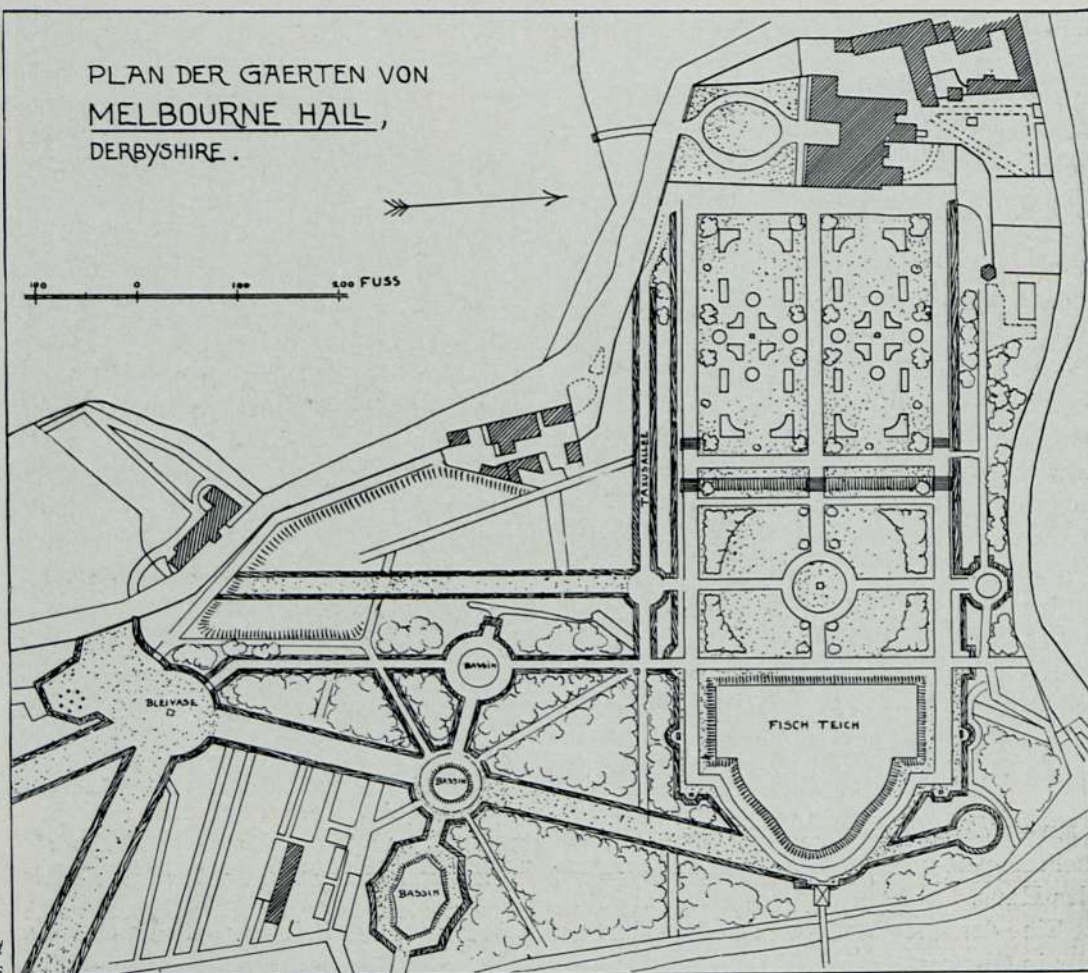 PLAN DER GAERTEN VON
MELBOURNE HALL,
DERBYSHIRE.
100 0 100 200 FUSS
TAXUSALLEE
BASSIN
BLEIVASE
FISCH TEICH
BASSIN
BASSIN